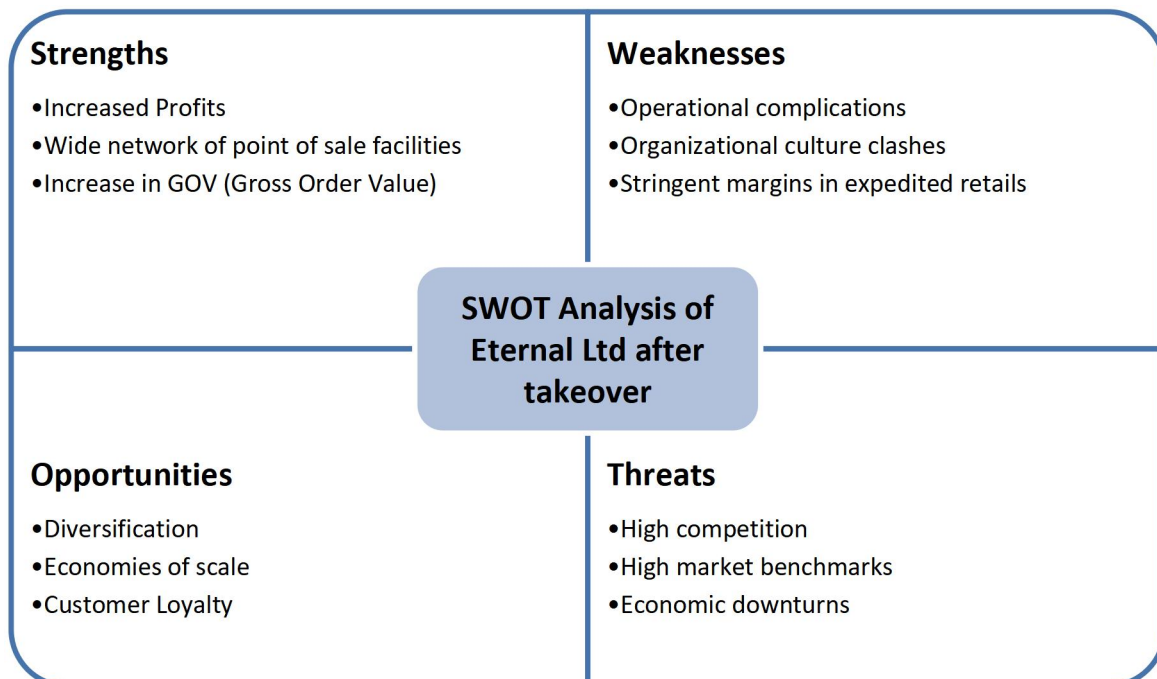 Strengths
•Increased Profits
•Wide network of point of sale facilities
•Increase in GOV (Gross Order Value)
Weaknesses
•Operational complications
•Organizational culture clashes
•Stringent margins in expedited retails
SWOT Analysis of
Eternal Ltd after
takeover
Opportunities
•Diversification
•Economies of scale
•Customer Loyalty
Threats
•High competition
•High market benchmarks
•Economic downturns